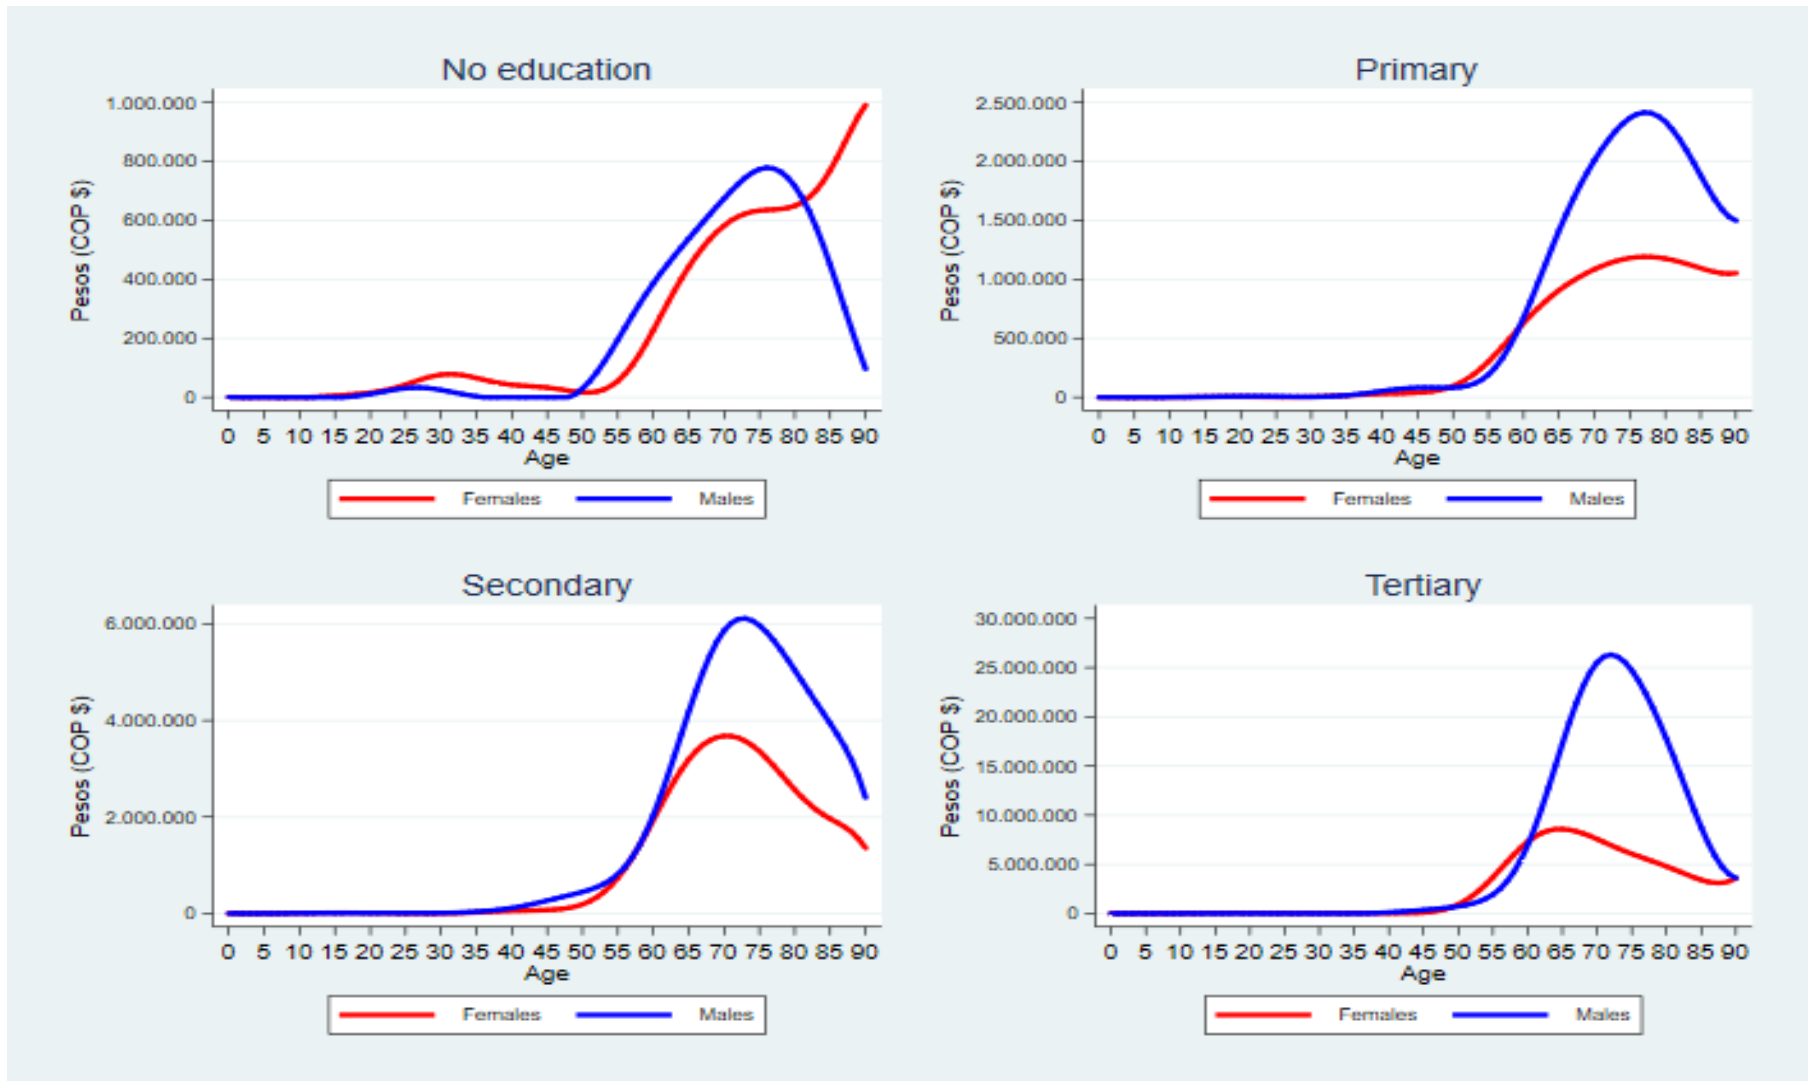 No education
1.000.000
800.000
600.000
400.000
200.000
0
Pesos (COP $)
0 5 10 15 20 25 30 35 40 45 50 55 60 65 70 75 80 85 90
Age
Females Males
Primary
2.500.000
2.000.000
1.500.000
1.000.000
500.000
0
Pesos (COP $)
0 5 10 15 20 25 30 35 40 45 50 55 60 65 70 75 80 85 90
Age
Females Males
Secondary
6.000.000
4.000.000
2.000.000
0
Pesos (COP $)
0 5 10 15 20 25 30 35 40 45 50 55 60 65 70 75 80 85 90
Age
Females Males
Tertiary
30.000.000
25.000.000
20.000.000
15.000.000
10.000.000
5.000.000
0
Pesos (COP $)
0 5 10 15 20 25 30 35 40 45 50 55 60 65 70 75 80 85 90
Age
Females Males